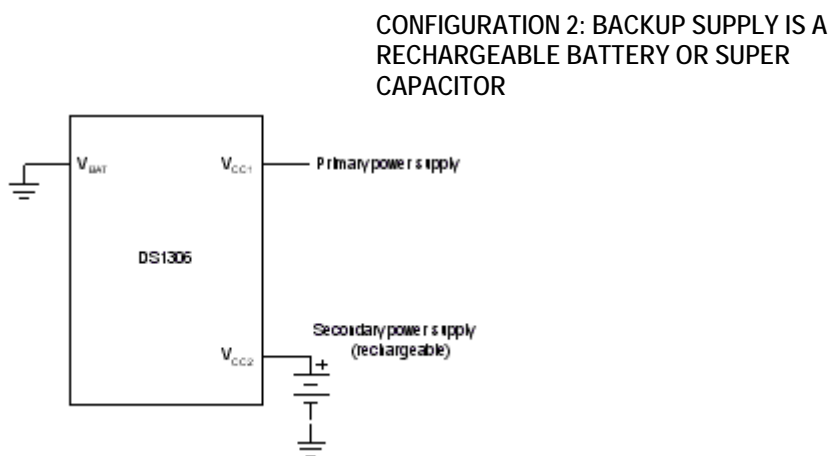 CONFIGURATION 2: BACKUP SUPPLY IS A
RECHARGEABLE BATTERY OR SUPER
CAPACITOR
VBAT
VCC1
Primary power supply
DS1306
Secondary power supply
(rechargeable)
VCC2
+